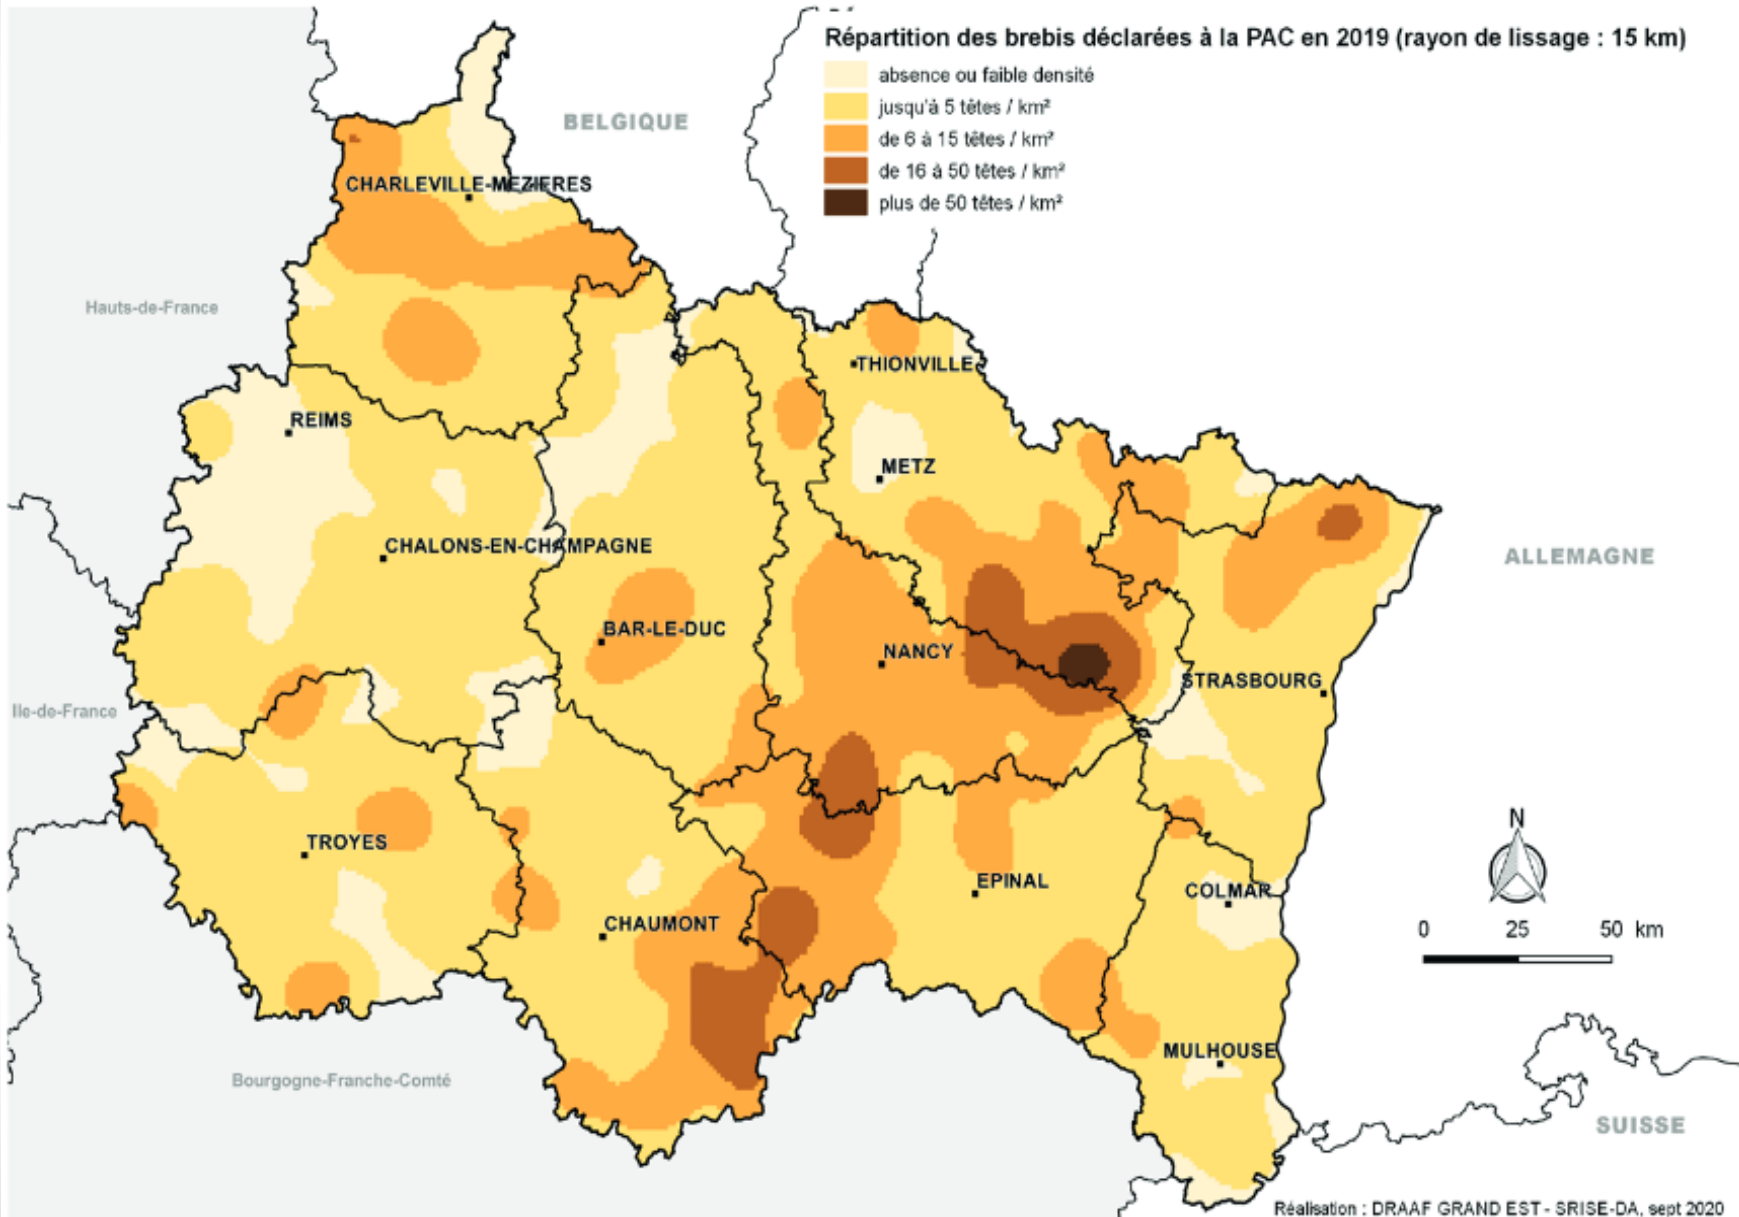 Répartition des brebis déclarées à la PAC en 2019 (rayon de lissage : 15 km)
absence ou faible densité
jusqu'à 5 têtes / km²
de 6 à 15 têtes / km²
de 16 à 50 têtes / km²
plus de 50 têtes / km²
BELGIQUE
CHARLEVILLE-MEZIERES
Hauts-de-France
THIONVILLE
REIMS
METZ
CHALONS-EN-CHAMPAGNE
ALLEMAGNE
BAR-LE-DUC
NANCY
STRASBOURG
Ile-de-France
TROYES
EPINAL
COLMAR
CHAUMONT
N
0 25 50 km
MULHOUSE
Bourgogne-Franche-Comté
SUISSE
Réalisation : DRAAF GRAND EST - SRISE-DA, sept 2020